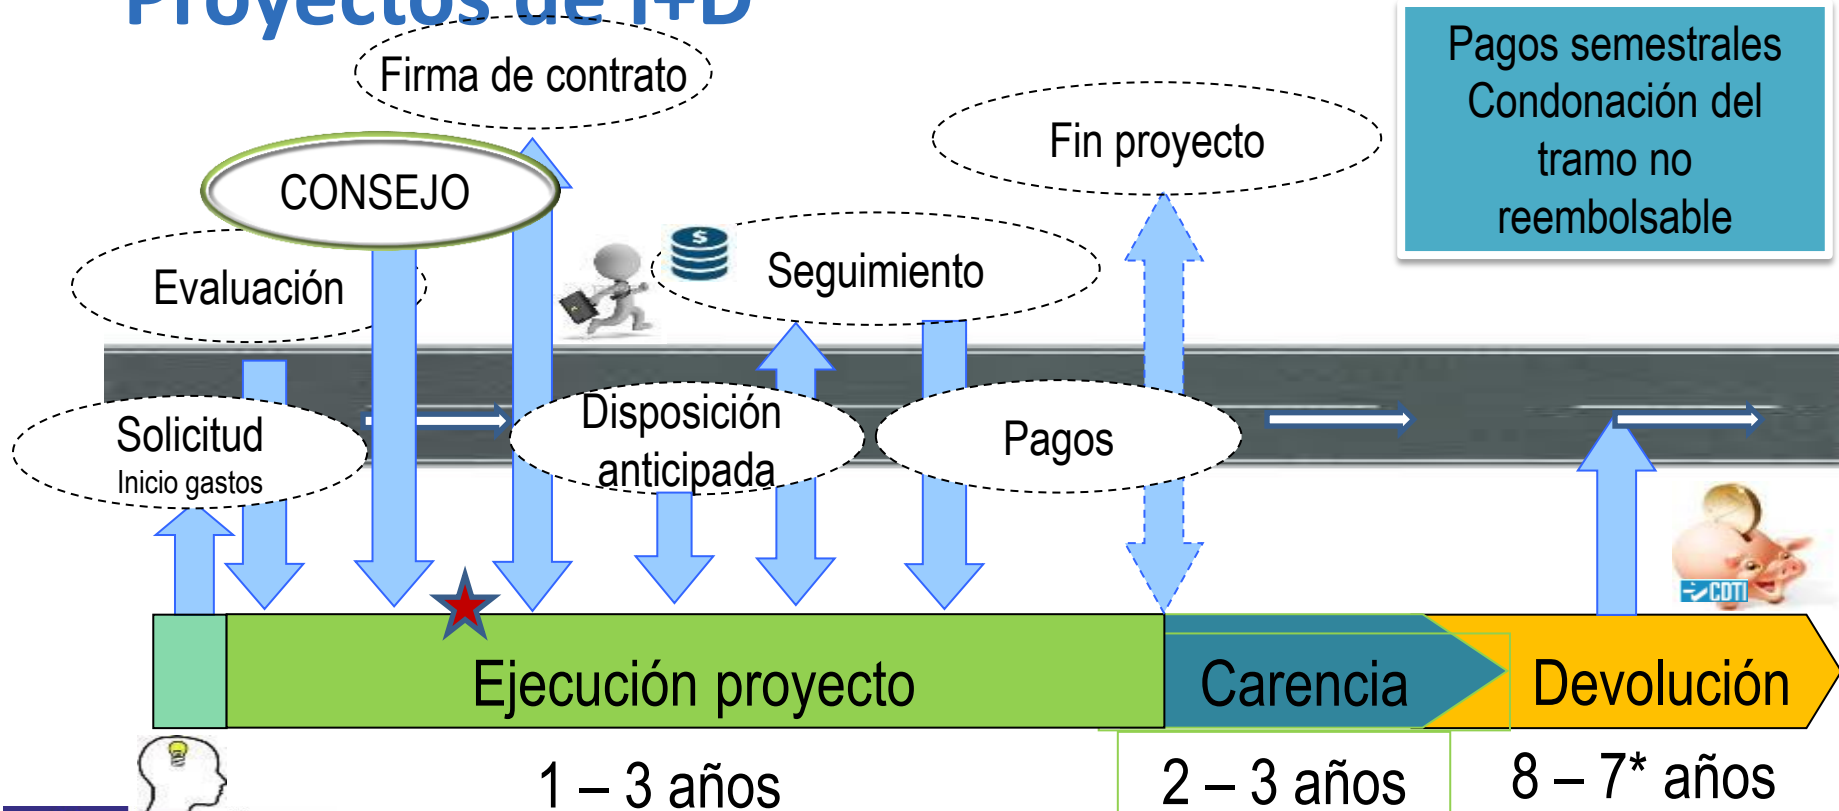 Proyectos de I+D
Firma de contrato
CONSEJO
Evaluación
Solicitud
Inicio gastos
Disposición
anticipada
Seguimiento
Pagos
Fin proyecto
Pagos semestrales
Condonación del
tramo no
reembolsable
$
CDTI
Ejecución proyecto
Carencia
Devolución
1 – 3 años
2 – 3 años
8 – 7* años